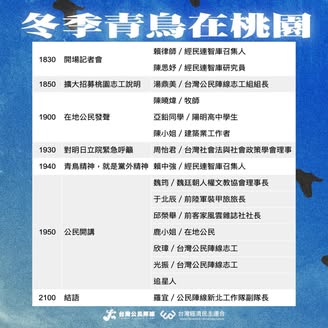 冬季青鳥在桃園
1830 開場記者會 賴律師 / 經民連智庫召集人
陳思妤 / 經民連智庫研究員
1850 擴大招募桃園志工說明 湯鼎美 / 台灣公民陣線志工組組長
1900 在地公民發聲 陳曉煒 / 牧師
亞鉛同學 / 陽明高中學生
陳小姐 / 建築業工作者
1930 對明日立院緊急呼籲 周怡君 / 台灣社會法與社會政策學會理事
1940 青鳥精神，就是黨外精神 賴中強 / 經民連智庫召集人
1950 公民開講 魏筠 / 魏廷朝人權文教協會理事長
于北辰 / 前陸軍裝甲旅旅長
邱榮舉 / 前客家風雲雜誌社社長
鹿小姐 / 在地公民
欣瑋 / 台灣公民陣線志工
光振 / 台灣公民陣線志工
追星人
2100 結語 羅宜 / 公民陣線新北工作隊副隊長
台灣公民陣線 台灣經濟民主連合